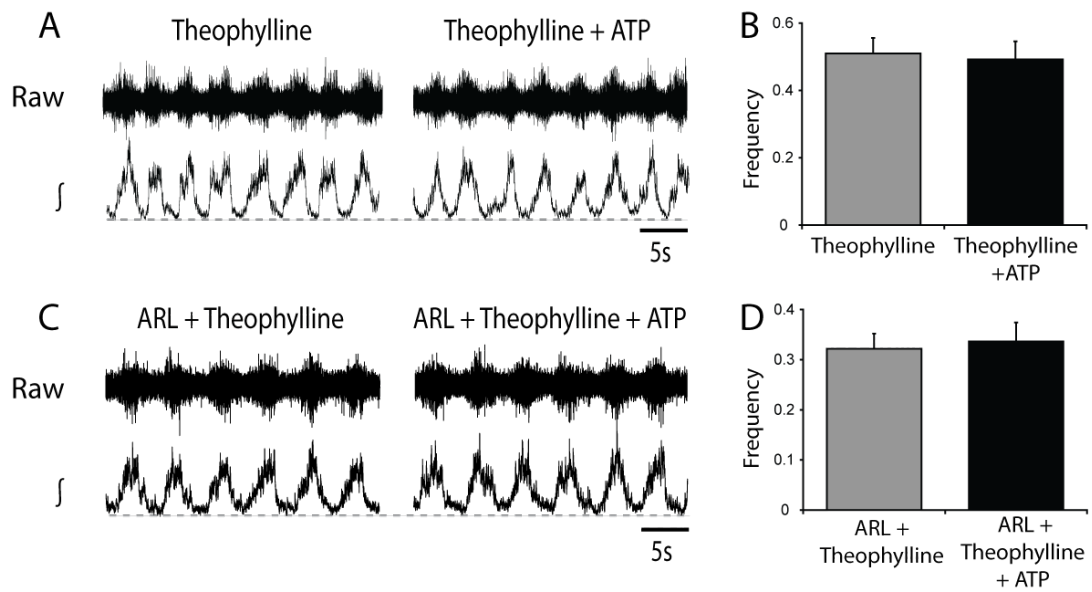 A
Theophylline
Theophylline + ATP
Raw
∫
5s
B
Frequency
0.6
0.4
0.2
0
Theophylline
Theophylline
+ATP
C
ARL + Theophylline
ARL + Theophylline + ATP
Raw
∫
5s
D
Frequency
0.4
0.3
0.2
0.1
0
ARL +
Theophylline
ARL +
Theophylline
+ ATP